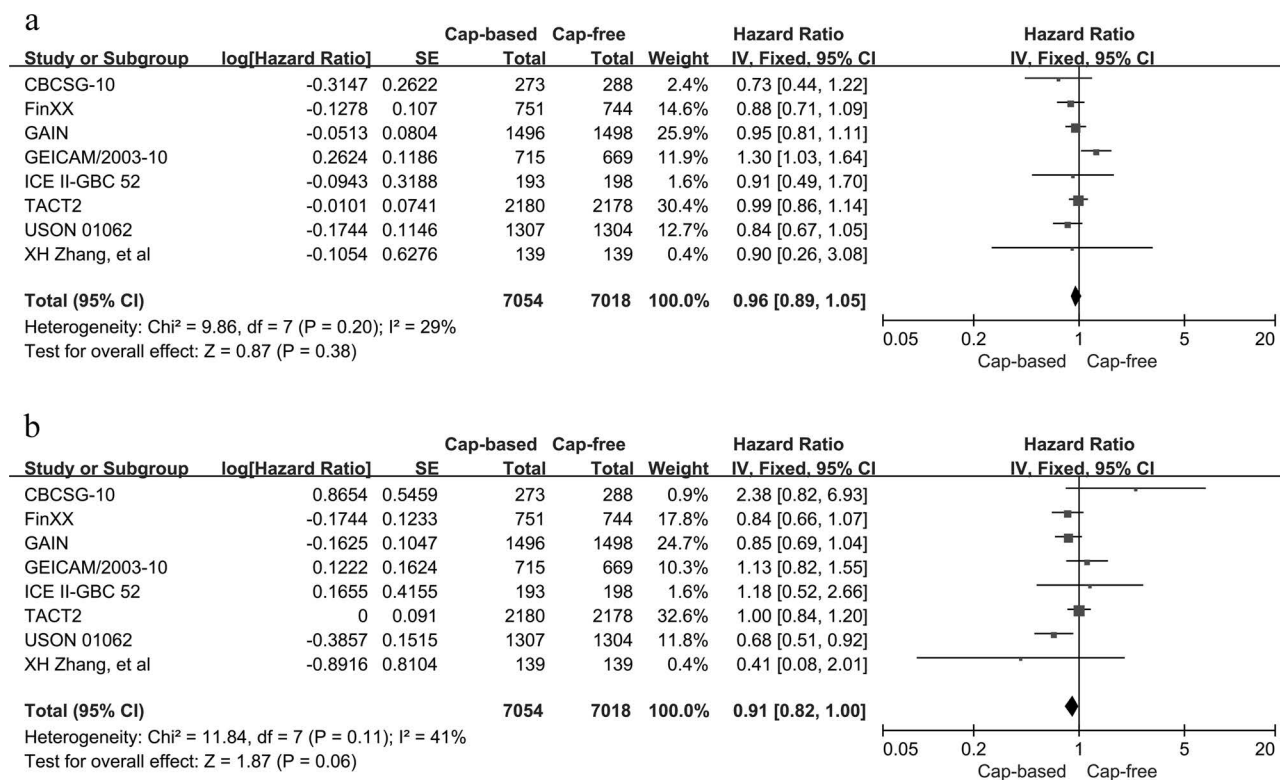 a
Cap-based Cap-free Hazard Ratio Hazard Ratio
Study or Subgroup log[Hazard Ratio] SE Total Total Weight IV, Fixed, 95% CI IV, Fixed, 95% CI
CBCSG-10 -0.3147 0.2622 273 288 2.4% 0.73 [0.44, 1.22]
FinXX -0.1278 0.107 751 744 14.6% 0.88 [0.71, 1.09]
GAIN -0.0513 0.0804 1496 1498 25.9% 0.95 [0.81, 1.11]
GEICAM/2003-10 0.2624 0.1186 715 669 11.9% 1.30 [1.03, 1.64]
ICE II-GBC 52 -0.0943 0.3188 193 198 1.6% 0.91 [0.49, 1.70]
TACT2 -0.0101 0.0741 2180 2178 30.4% 0.99 [0.86, 1.14]
USON 01062 -0.1744 0.1146 1307 1304 12.7% 0.84 [0.67, 1.05]
XH Zhang, et al -0.1054 0.6276 139 139 0.4% 0.90 [0.26, 3.08]
Total (95% CI) 7054 7018 100.0% 0.96 [0.89, 1.05]
Heterogeneity: Chi² = 9.86, df = 7 (P = 0.20); I² = 29%
Test for overall effect: Z = 0.87 (P = 0.38)
0.05 0.2 1 5 20
Cap-based Cap-free
b
Cap-based Cap-free Hazard Ratio Hazard Ratio
Study or Subgroup log[Hazard Ratio] SE Total Total Weight IV, Fixed, 95% CI IV, Fixed, 95% CI
CBCSG-10 0.8654 0.5459 273 288 0.9% 2.38 [0.82, 6.93]
FinXX -0.1744 0.1233 751 744 17.8% 0.84 [0.66, 1.07]
GAIN -0.1625 0.1047 1496 1498 24.7% 0.85 [0.69, 1.04]
GEICAM/2003-10 0.1222 0.1624 715 669 10.3% 1.13 [0.82, 1.55]
ICE II-GBC 52 0.1655 0.4155 193 198 1.6% 1.18 [0.52, 2.66]
TACT2 0 0.091 2180 2178 32.6% 1.00 [0.84, 1.20]
USON 01062 -0.3857 0.1515 1307 1304 11.8% 0.68 [0.51, 0.92]
XH Zhang, et al -0.8916 0.8104 139 139 0.4% 0.41 [0.08, 2.01]
Total (95% CI) 7054 7018 100.0% 0.91 [0.82, 1.00]
Heterogeneity: Chi² = 11.84, df = 7 (P = 0.11); I² = 41%
Test for overall effect: Z = 1.87 (P = 0.06)
0.05 0.2 1 5 20
Cap-based Cap-free